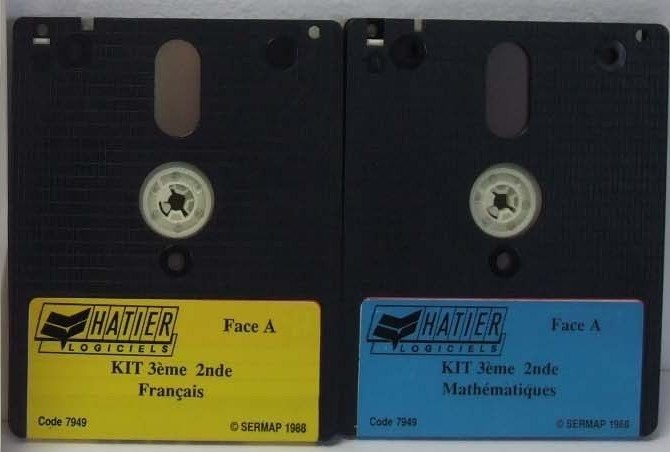 HATIER
LOGICIELS
Face A
KIT 3ème 2nde
Français
Code 7949
© SERMAP 1988
HATIER
LOGICIELS
Face A
KIT 3ème 2nde
Mathématiques
Code 7949
© SERMAP 1988